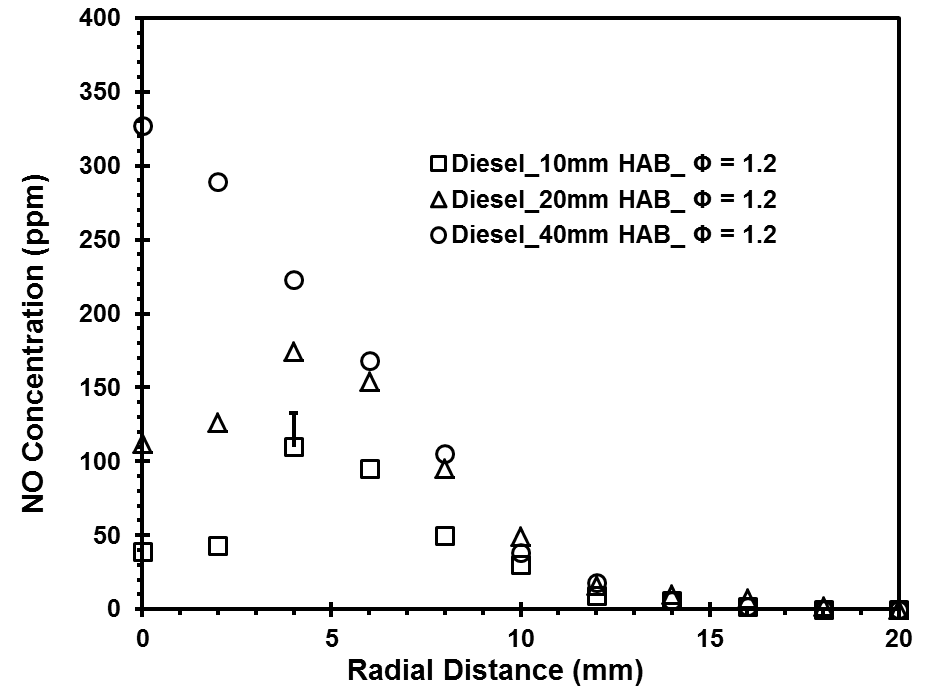 400
350
300
250
200
150
100
50
0
NO Concentration (ppm)
Diesel_10mm HAB_ Φ = 1.2
Diesel_20mm HAB_ Φ = 1.2
Diesel_40mm HAB_ Φ = 1.2
0 5 10 15 20
Radial Distance (mm)